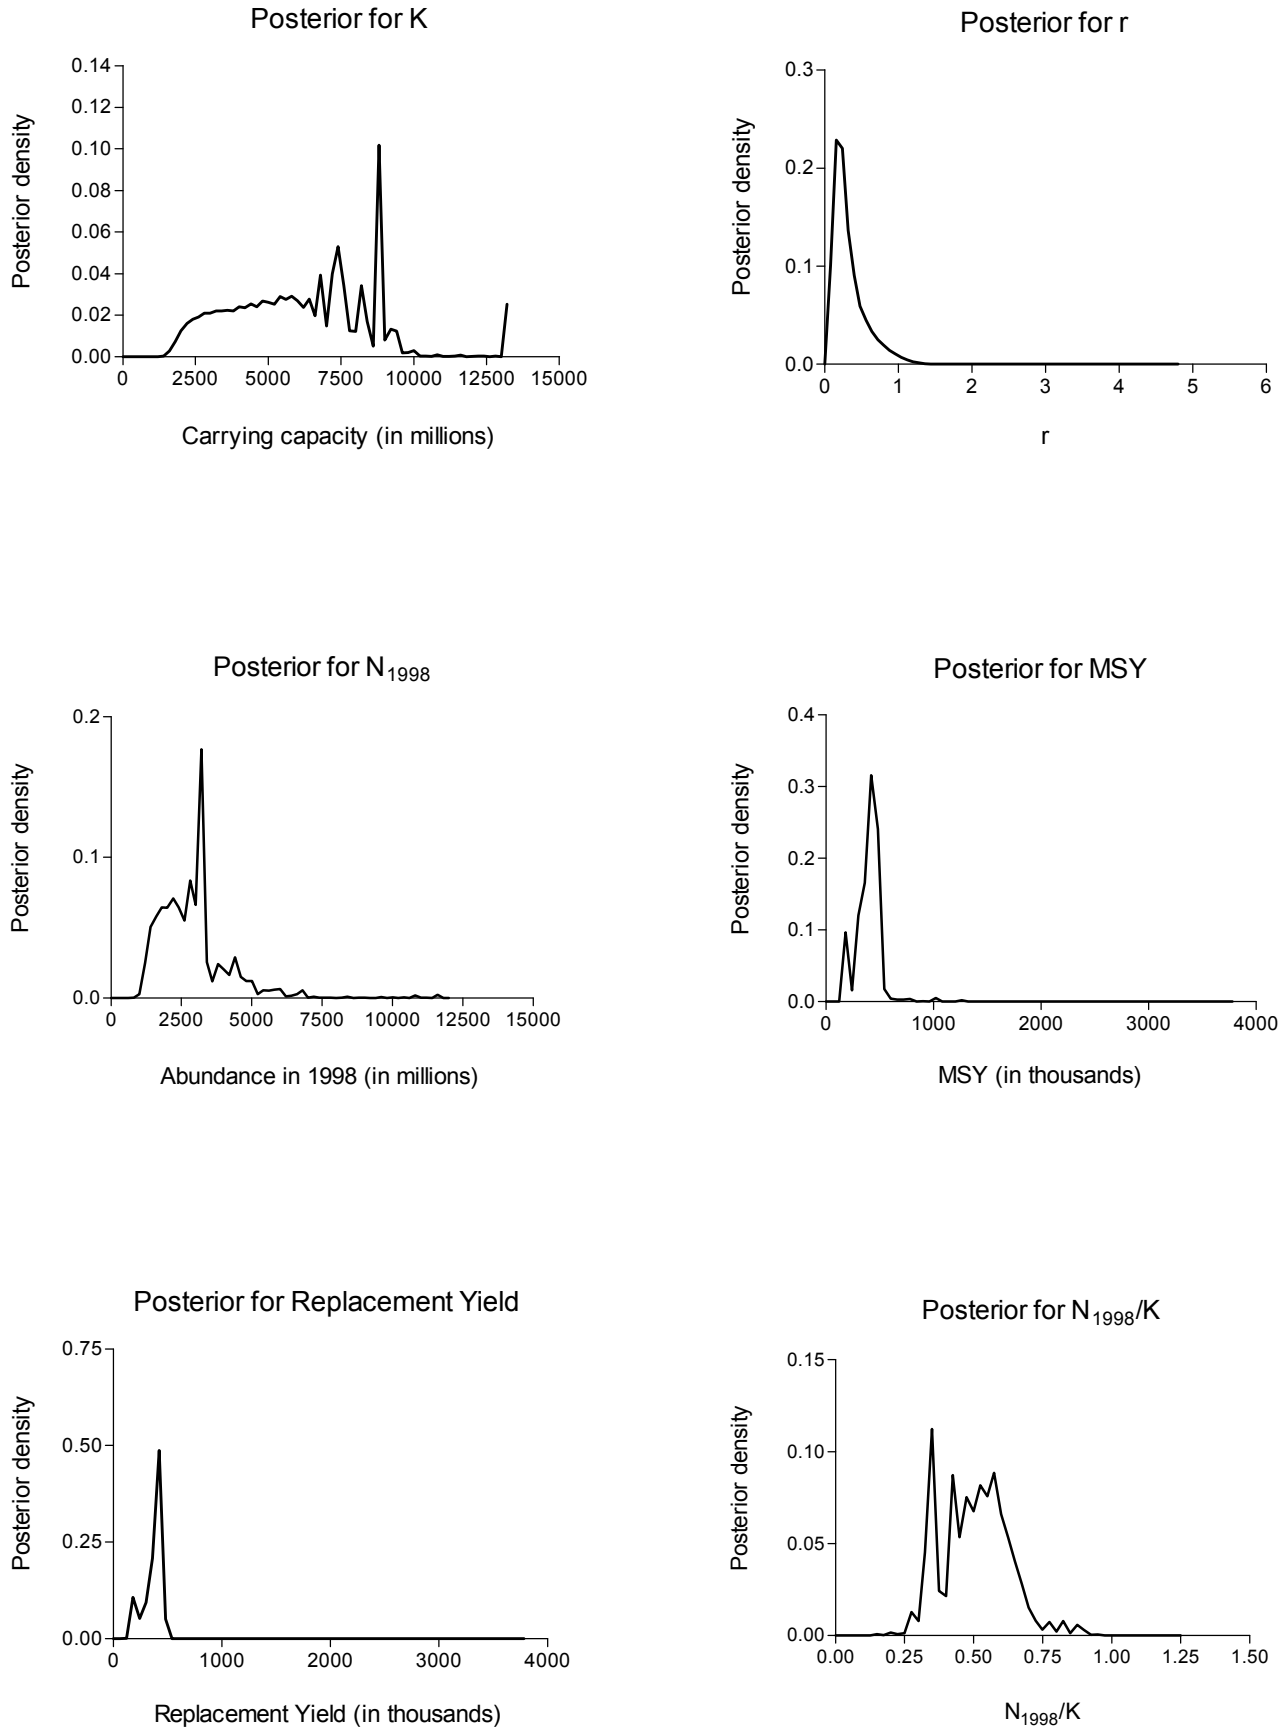 Posterior for K
Posterior density
0.14
0.12
0.10
0.08
0.06
0.04
0.02
0.00
0 2500 5000 7500 10000 12500 15000
Carrying capacity (in millions)
Posterior for r
Posterior density
0.3
0.2
0.1
0.0
0 1 2 3 4 5 6
r
Posterior for N1998
Posterior density
0.2
0.1
0.0
0 2500 5000 7500 10000 12500 15000
Abundance in 1998 (in millions)
Posterior for MSY
Posterior density
0.4
0.3
0.2
0.1
0.0
0 1000 2000 3000 4000
MSY (in thousands)
Posterior for Replacement Yield
Posterior density
0.75
0.50
0.25
0.00
0 1000 2000 3000 4000
Replacement Yield (in thousands)
Posterior for N1998/K
Posterior density
0.15
0.10
0.05
0.00
0.00 0.25 0.50 0.75 1.00 1.25 1.50
N1998/K